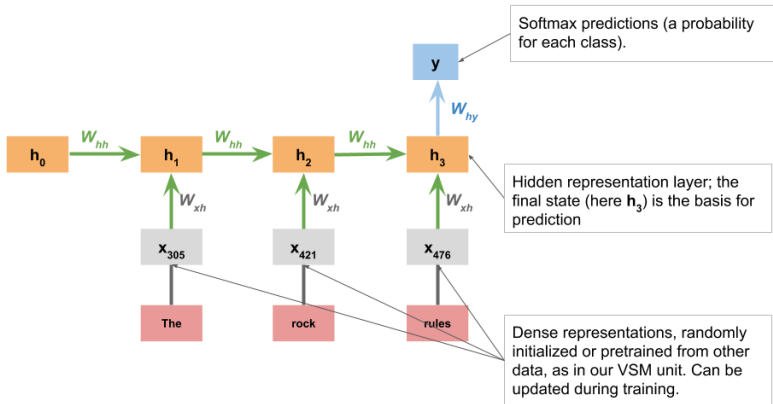 Softmax predictions (a probability
for each class).
y
W_hy
W_hh
W_hh
W_hh
h_0
h_1
h_2
h_3
Hidden representation layer; the
final state (here h_3) is the basis for
prediction
W_xh
W_xh
W_xh
x_305
x_421
x_476
The
rock
rules
Dense representations, randomly
initialized or pretrained from other
data, as in our VSM unit. Can be
updated during training.